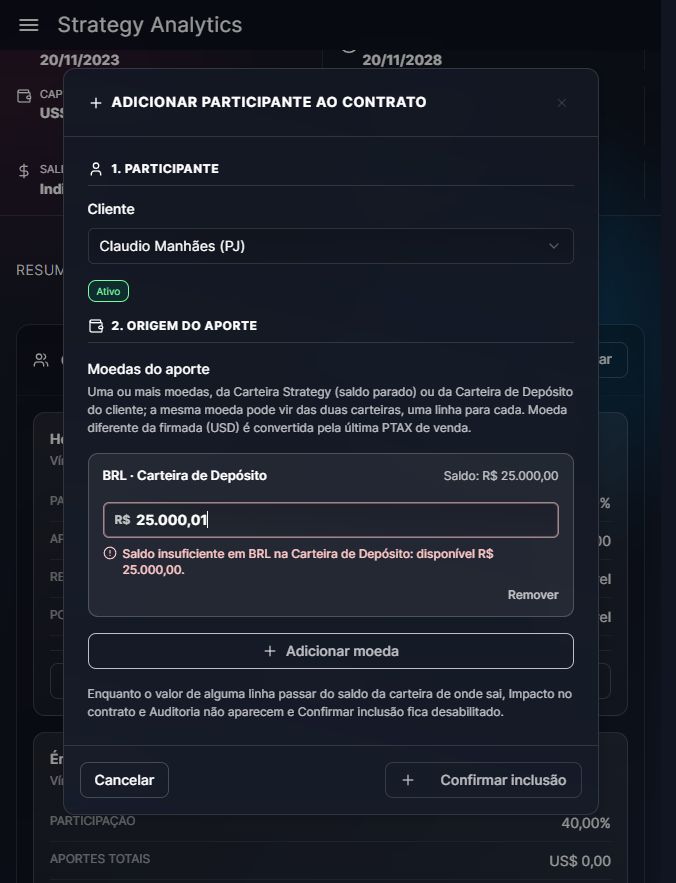 Strategy Analytics
20/11/2023
20/11/2028
CAP
US$
SAL
Indi
RESUM
ADICIONAR PARTICIPANTE AO CONTRATO
1. PARTICIPANTE
Cliente
Claudio Manhães (PJ)
Ativo
2. ORIGEM DO APORTE
Moedas do aporte
Uma ou mais moedas, da Carteira Strategy (saldo parado) ou da Carteira de Depósito
do cliente; a mesma moeda pode vir das duas carteiras, uma linha para cada. Moeda
diferente da firmada (USD) é convertida pela última PTAX de venda.
BRL · Carteira de Depósito
Saldo: R$ 25.000,00
R$ 25.000,01
Saldo insuficiente em BRL na Carteira de Depósito: disponível R$
25.000,00.
Remover
+ Adicionar moeda
Enquanto o valor de alguma linha passar do saldo da carteira de onde sai, Impacto no
contrato e Auditoria não aparecem e Confirmar inclusão fica desabilitado.
Cancelar
+ Confirmar inclusão
PARTICIPAÇÃO
40,00%
APORTES TOTAIS
US$ 0,00